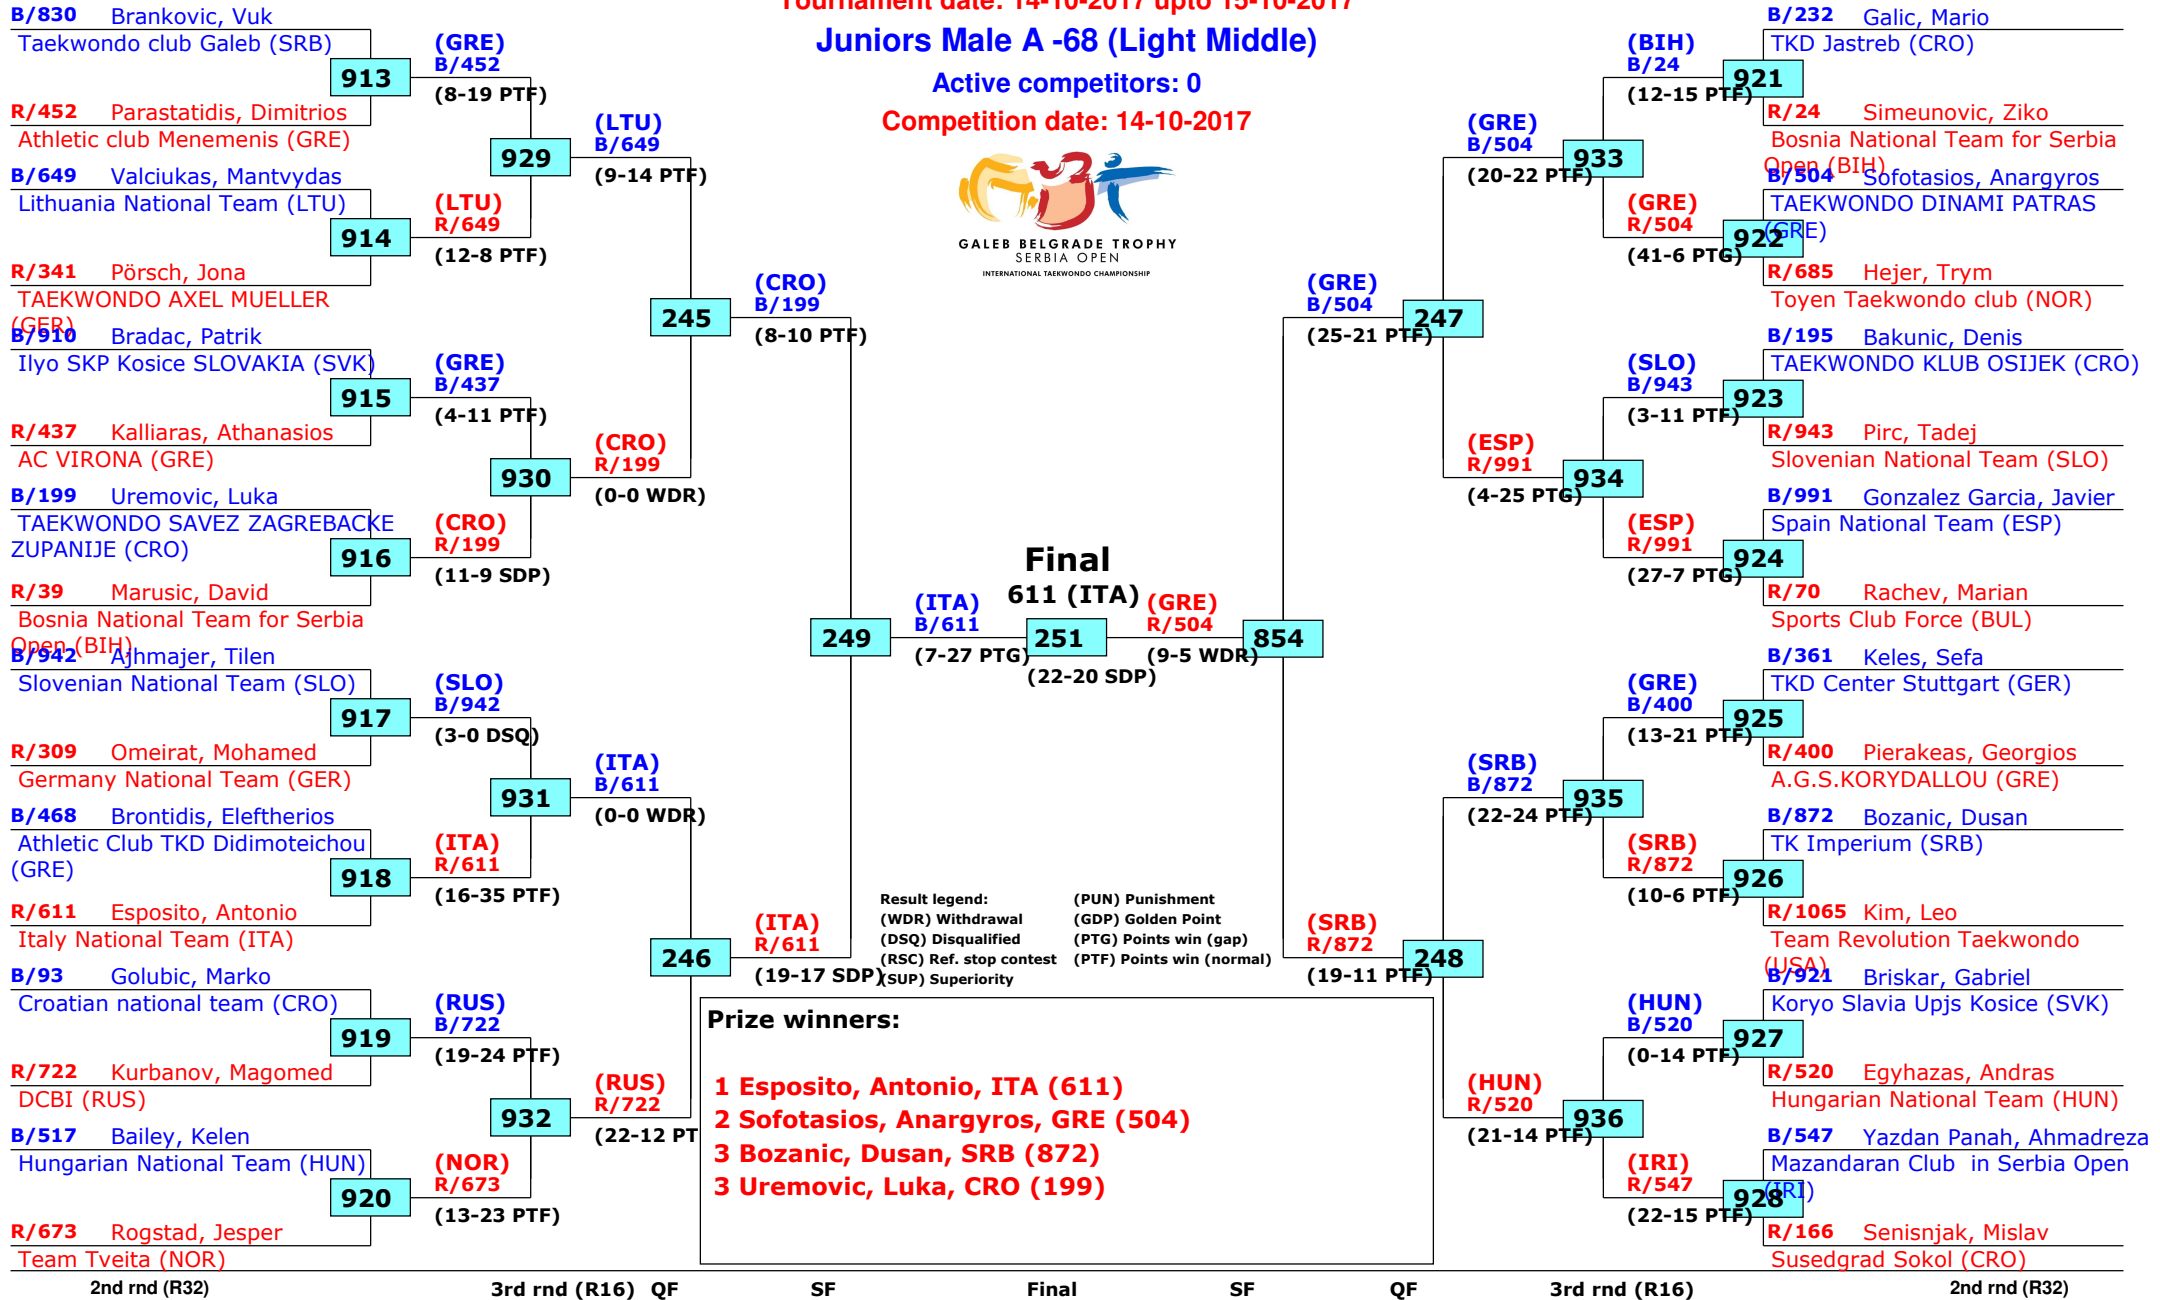 Tournament date: 14-10-2017 upto 15-10-2017
Juniors Male A -68 (Light Middle)
Active competitors: 0
Competition date: 14-10-2017
GALEB BELGRADE TROPHY
SERBIA OPEN
INTERNATIONAL TAEKWONDO CHAMPIONSHIP
B/830 Brankovic, Vuk
Taekwondo club Galeb (SRB)
913
R/452 Parastatidis, Dimitrios
Athletic club Menemenis (GRE)
B/649 Valciukas, Mantvydas
Lithuania National Team (LTU)
914
R/341 Pörsch, Jona
TAEKWONDO AXEL MUELLER
(GER)
B/910 Bradac, Patrik
Ilyo SKP Kosice SLOVAKIA (SVK)
915
R/437 Kalliaras, Athanasios
AC VIRONA (GRE)
B/199 Uremovic, Luka
TAEKWONDO SAVEZ ZAGREBACKE
ZUPANIJE (CRO)
916
R/39 Marusic, David
Bosnia National Team for Serbia
Open (BIH)
B/942 Ajhmajer, Tilen
Slovenian National Team (SLO)
917
R/309 Omeirat, Mohamed
Germany National Team (GER)
B/468 Brontidis, Eleftherios
Athletic Club TKD Didimoteichou
(GRE)
918
R/611 Esposito, Antonio
Italy National Team (ITA)
B/93 Golubic, Marko
Croatian national team (CRO)
919
R/722 Kurbanov, Magomed
DCBI (RUS)
B/517 Bailey, Kelen
Hungarian National Team (HUN)
920
R/673 Rogstad, Jesper
Team Tveita (NOR)
(GRE)
B/452
(8-19 PTF)
929
(LTU)
R/649
(12-8 PTF)
(GRE)
B/437
(4-11 PTF)
930
(CRO)
R/199
(11-9 SDP)
(SLO)
B/942
(3-0 DSQ)
931
(ITA)
R/611
(16-35 PTF)
(RUS)
B/722
(19-24 PTF)
932
(NOR)
R/673
(13-23 PTF)
(LTU)
B/649
(9-14 PTF)
245
(CRO)
R/199
(0-0 WDR)
(ITA)
B/611
(0-0 WDR)
246
(RUS)
R/722
(22-12 PT
(CRO)
B/199
(8-10 PTF)
249
(ITA)
R/611
(19-17 SDP)
(ITA)
B/611
(7-27 PTG)
Final
611 (ITA)
251
(22-20 SDP)
(GRE)
R/504
(9-5 WDR)
854
(GRE)
B/504
(25-21 PTF)
247
(SRB)
R/872
(19-11 PTF)
248
(GRE)
B/504
(20-22 PTF)
933
(ESP)
R/991
(4-25 PTG)
934
(SRB)
B/872
(22-24 PTF)
935
(HUN)
R/520
(21-14 PTF)
936
(BIH)
B/24
(12-15 PTF)
(GRE)
R/504
(41-6 PTG)
(SLO)
B/943
(3-11 PTF)
(ESP)
R/991
(27-7 PTG)
(GRE)
B/400
(13-21 PTF)
(SRB)
R/872
(10-6 PTF)
(HUN)
B/520
(0-14 PTF)
(IRI)
R/547
(22-15 PTF)
B/232 Galic, Mario
TKD Jastreb (CRO)
921
R/24 Simeunovic, Ziko
Bosnia National Team for Serbia
Open (BIH)
B/504 Sofotasios, Anargyros
TAEKWONDO DINAMI PATRAS
(GRE)
922
R/685 Hejer, Trym
Toyen Taekwondo club (NOR)
B/195 Bakunic, Denis
TAEKWONDO KLUB OSIJEK (CRO)
923
R/943 Pirc, Tadej
Slovenian National Team (SLO)
B/991 Gonzalez Garcia, Javier
Spain National Team (ESP)
924
R/70 Rachev, Marian
Sports Club Force (BUL)
B/361 Keles, Sefa
TKD Center Stuttgart (GER)
925
R/400 Pierakeas, Georgios
A.G.S.KORYDALLOU (GRE)
B/872 Bozanic, Dusan
TK Imperium (SRB)
926
R/1065 Kim, Leo
Team Revolution Taekwondo
(USA)
B/921 Briskar, Gabriel
Koryo Slavia Upjs Kosice (SVK)
927
R/520 Egyhazas, Andras
Hungarian National Team (HUN)
B/547 Yazdan Panah, Ahmadreza
Mazandaran Club in Serbia Open
(IRI)
928
R/166 Senisnjak, Mislav
Susedgrad Sokol (CRO)
Result legend:
(WDR) Withdrawal
(DSQ) Disqualified
(RSC) Ref. stop contest
(SUP) Superiority
(PUN) Punishment
(GDP) Golden Point
(PTG) Points win (gap)
(PTF) Points win (normal)
Prize winners:
1 Esposito, Antonio, ITA (611)
2 Sofotasios, Anargyros, GRE (504)
3 Bozanic, Dusan, SRB (872)
3 Uremovic, Luka, CRO (199)
2nd rnd (R32) 3rd rnd (R16) QF SF Final SF QF 3rd rnd (R16) 2nd rnd (R32)